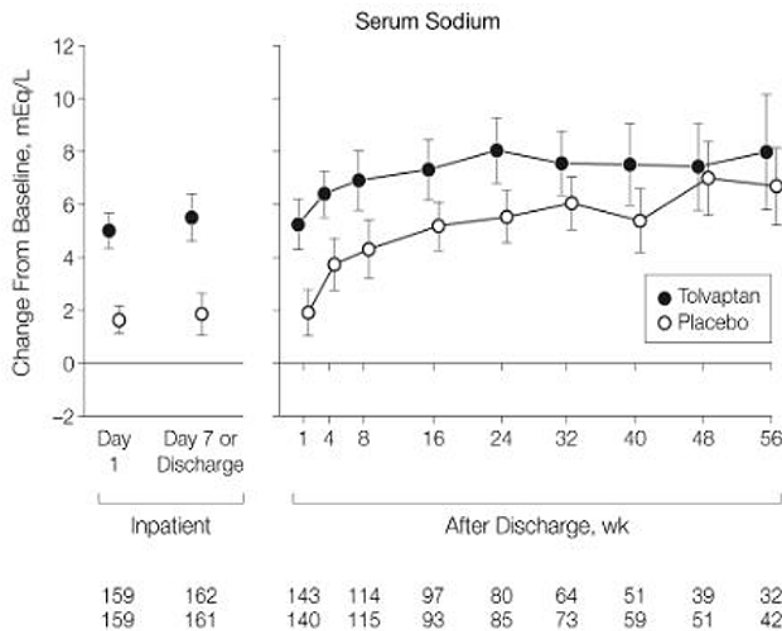 Serum Sodium
Change From Baseline, mEq/L
12
10
8
6
4
2
0
–2
Tolvaptan
Placebo
Day 1
Day 7 or Discharge
1 4 8 16 24 32 40 48 56
Inpatient
After Discharge, wk
159 162 143 114 97 80 64 51 39 32
159 161 140 115 93 85 73 59 51 42